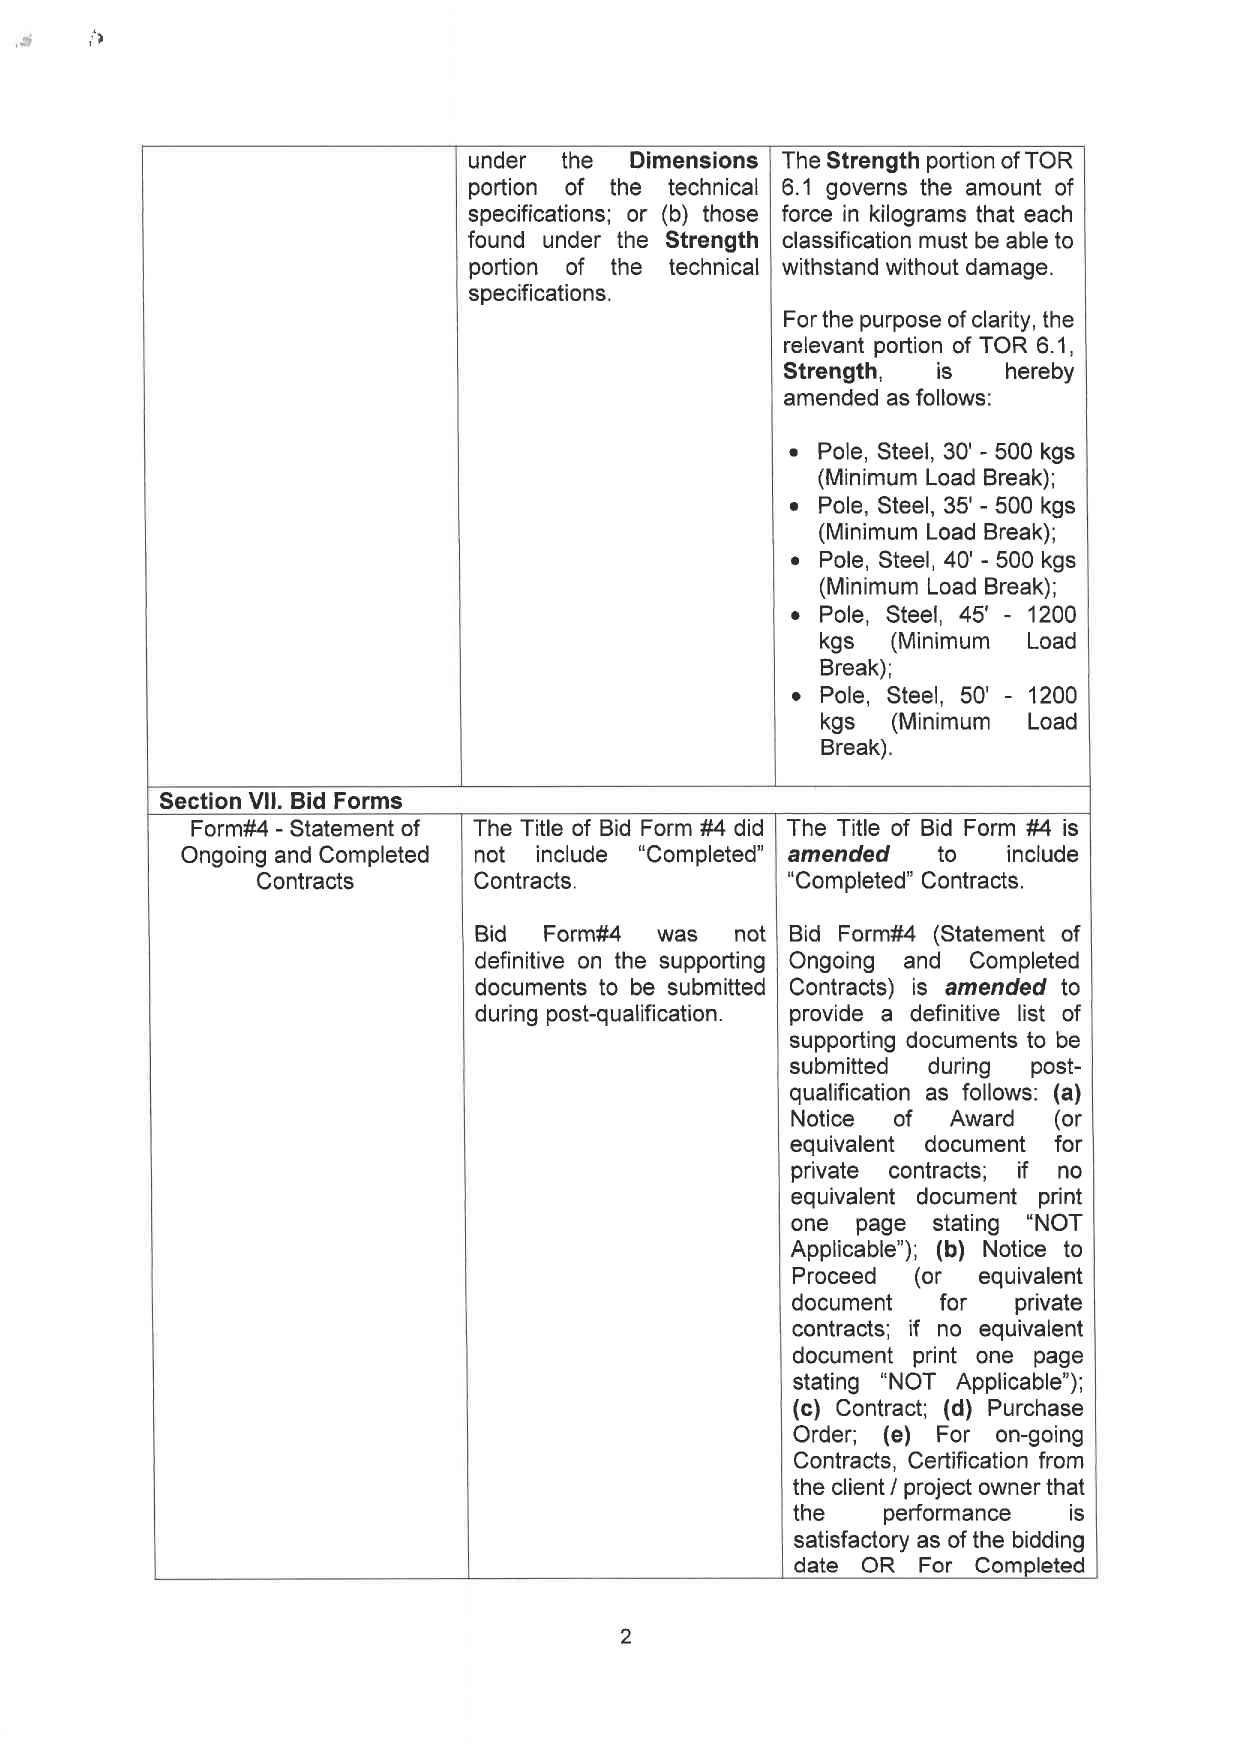 under the Dimensions
portion of the technical
specifications; or (b) those
found under the Strength
portion of the technical
specifications.
The Strength portion of TOR
6.1 governs the amount of
force in kilograms that each
classification must be able to
withstand without damage.
For the purpose of clarity, the
relevant portion of TOR 6.1,
Strength, is hereby
amended as follows:
• Pole, Steel, 30' - 500 kgs
(Minimum Load Break);
• Pole, Steel, 35' - 500 kgs
(Minimum Load Break);
• Pole, Steel, 40' - 500 kgs
(Minimum Load Break);
• Pole, Steel, 45' - 1200
kgs (Minimum Load
Break);
• Pole, Steel, 50' - 1200
kgs (Minimum Load
Break).
Section VII. Bid Forms
Form#4 - Statement of
Ongoing and Completed
Contracts
The Title of Bid Form #4 did
not include “Completed”
Contracts.
Bid Form#4 was not
definitive on the supporting
documents to be submitted
during post-qualification.
The Title of Bid Form #4 is
amended to include
“Completed” Contracts.
Bid Form#4 (Statement of
Ongoing and Completed
Contracts) is amended to
provide a definitive list of
supporting documents to be
submitted during post-
qualification as follows: (a)
Notice of Award (or
equivalent document for
private contracts; if no
equivalent document print
one page stating “NOT
Applicable”); (b) Notice to
Proceed (or equivalent
document for private
contracts; if no equivalent
document print one page
stating “NOT Applicable”);
(c) Contract; (d) Purchase
Order; (e) For on-going
Contracts, Certification from
the client / project owner that
the performance is
satisfactory as of the bidding
date OR For Completed
2